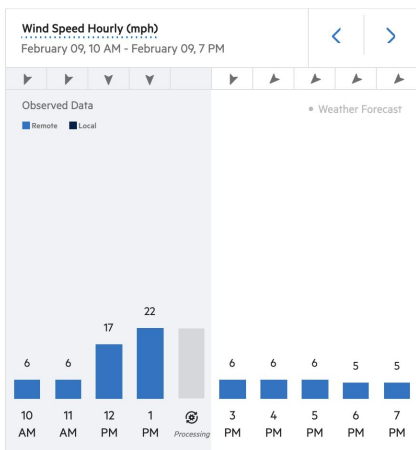 Wind Speed Hourly (mph)
February 09, 10 AM - February 09, 7 PM
Observed Data
• Weather Forecast
Remote Local
6 6 17 22 6 6 6 5 5
10 11 12 1 3 4 5 6 7
AM AM PM PM Processing PM PM PM PM PM